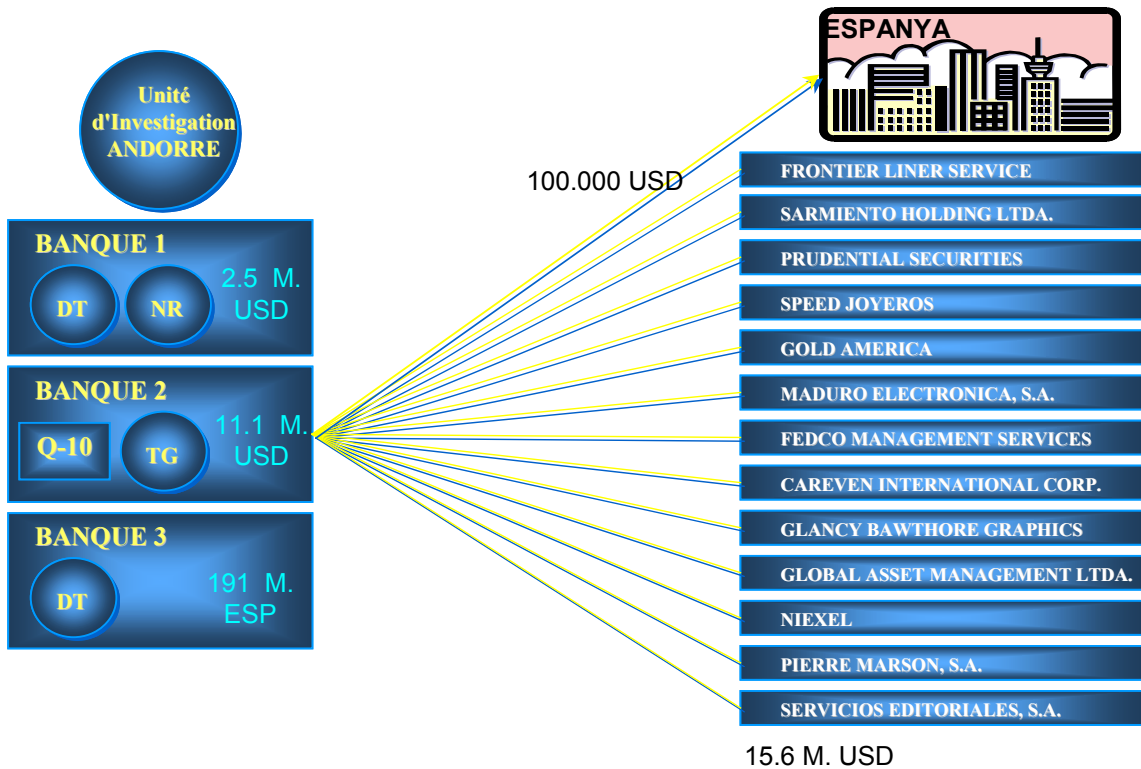 Unité
d'Investigation
ANDORRE
BANQUE 1
DT
NR
2.5 M.
USD
BANQUE 2
Q-10
TG
11.1 M.
USD
BANQUE 3
DT
191 M.
ESP
100.000 USD
ESPANYA
FRONTIER LINER SERVICE
SARMIENTO HOLDING LTDA.
PRUDENTIAL SECURITIES
SPEED JOYEROS
GOLD AMERICA
MADURO ELECTRONICA, S.A.
FEDCO MANAGEMENT SERVICES
CAREVEN INTERNATIONAL CORP.
GLANCY BAWTHORE GRAPHICS
GLOBAL ASSET MANAGEMENT LTDA.
NIEXEL
PIERRE MARSON, S.A.
SERVICIOS EDITORIALES, S.A.
15.6 M. USD